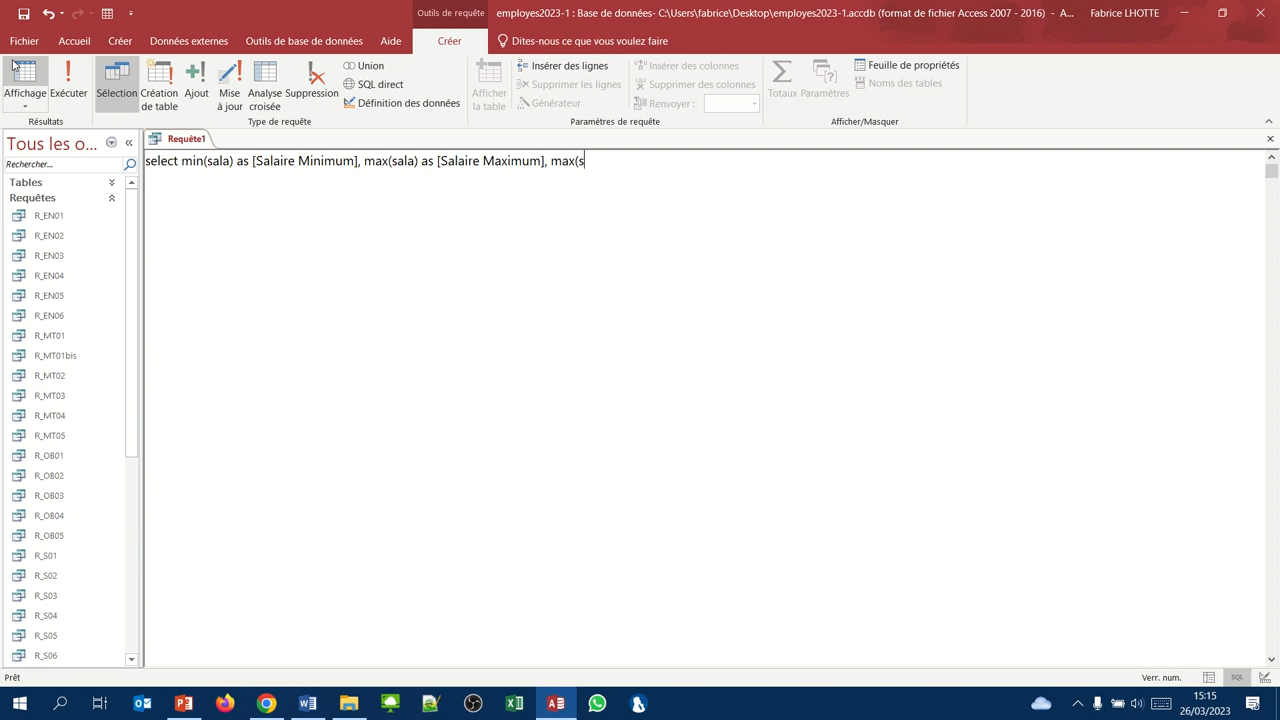 Outils de requête
employes2023-1 : Base de données- C:\Users\fabrice\Desktop\employes2023-1.accdb (format de fichier Access 2007 - 2016) - A...
Fabrice LHOTTE
Fichier Accueil Créer Données externes Outils de base de données Aide Créer Dites-nous ce que vous voulez faire
Affichage
Exécuter
Résultats
Sélection
Création
de table
Ajout
Mise
à jour
Analyse
croisée
Suppression
Union
SQL direct
Définition des données
Type de requête
Afficher
la table
Insérer des lignes
Supprimer les lignes
Générateur
Insérer des colonnes
Supprimer des colonnes
Renvoyer :
Paramètres de requête
Totaux
Paramètres
Feuille de propriétés
Noms des tables
Afficher/Masquer
Tous les o...
Rechercher...
Tables
Requêtes
R_EN01
R_EN02
R_EN03
R_EN04
R_EN05
R_EN06
R_MT01
R_MT01bis
R_MT02
R_MT03
R_MT04
R_MT05
R_OB01
R_OB02
R_OB03
R_OB04
R_OB05
R_S01
R_S02
R_S03
R_S04
R_S05
R_S06
Requête1
select min(sala) as [Salaire Minimum], max(sala) as [Salaire Maximum], max(s
Prêt
Verr. num.
SQL
15:15
26/03/2023